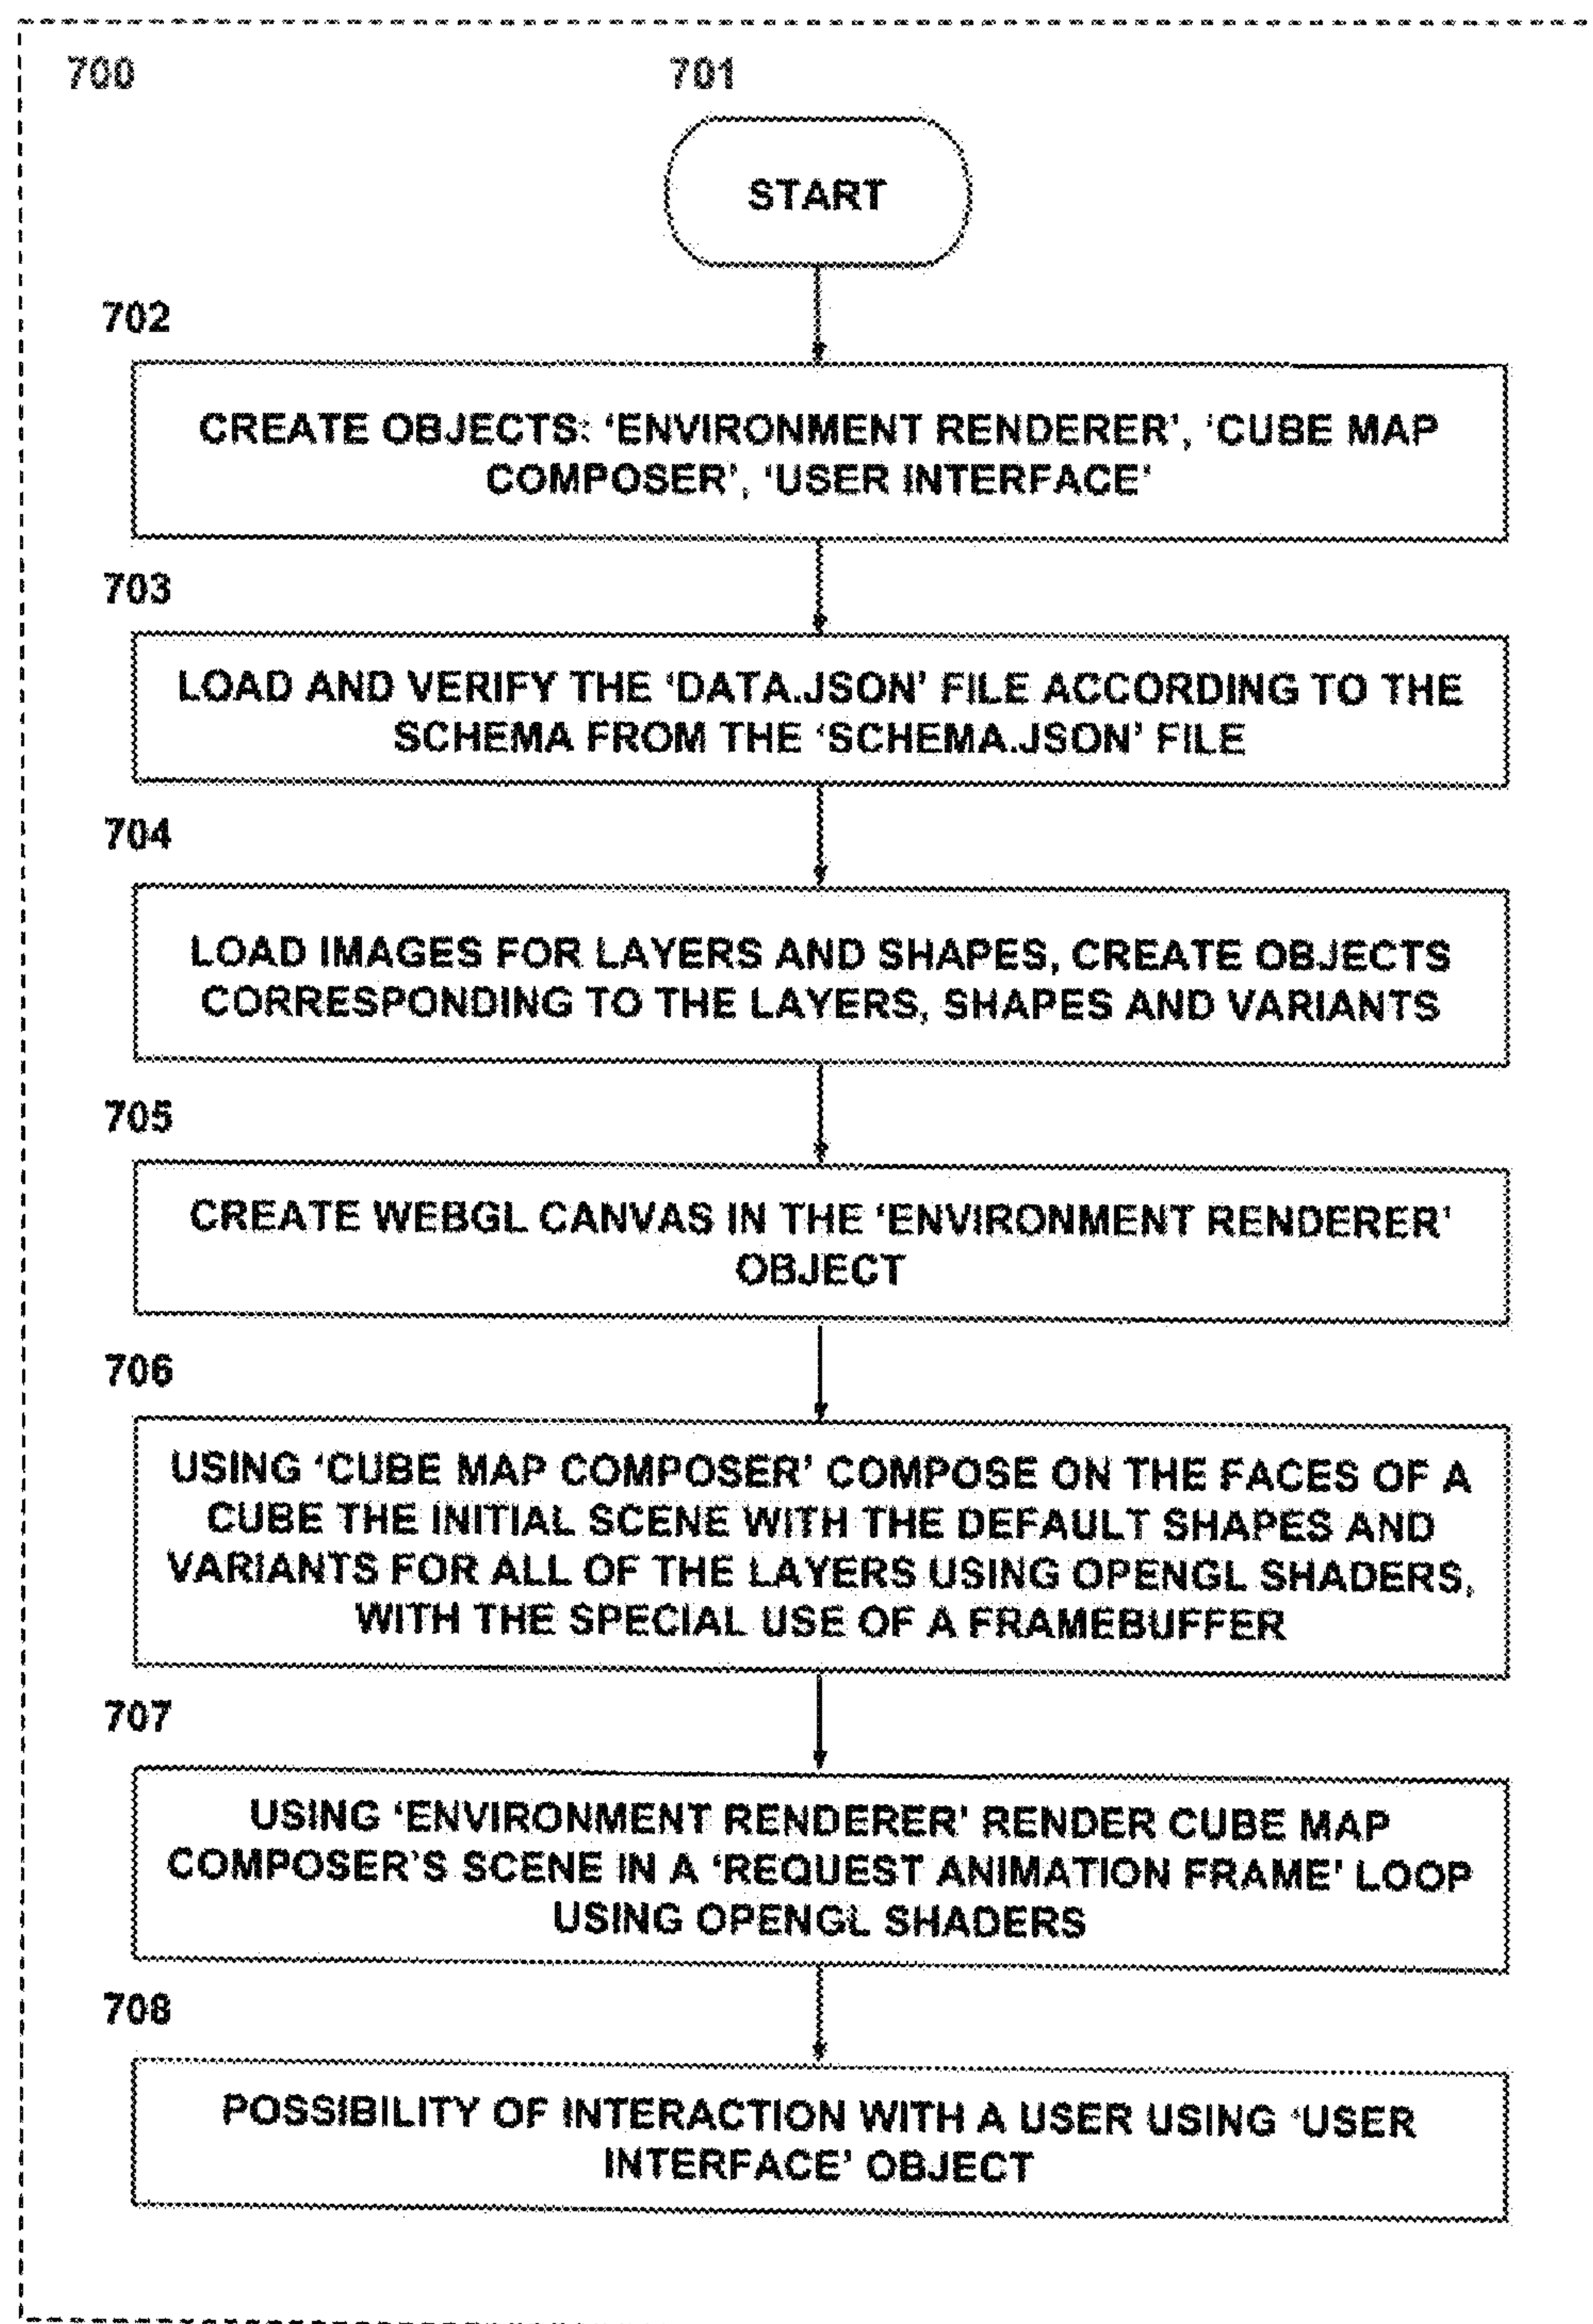 700
701
START
702
CREATE OBJECTS: ‘ENVIRONMENT RENDERER’, ‘CUBE MAP
COMPOSER’, ‘USER INTERFACE’
703
LOAD AND VERIFY THE ‘DATA.JSON’ FILE ACCORDING TO THE
SCHEMA FROM THE ‘SCHEMA.JSON’ FILE
704
LOAD IMAGES FOR LAYERS AND SHAPES, CREATE OBJECTS
CORRESPONDING TO THE LAYERS, SHAPES AND VARIANTS
705
CREATE WEBGL CANVAS IN THE ‘ENVIRONMENT RENDERER’
OBJECT
706
USING ‘CUBE MAP COMPOSER’ COMPOSE ON THE FACES OF A
CUBE THE INITIAL SCENE WITH THE DEFAULT SHAPES AND
VARIANTS FOR ALL OF THE LAYERS USING OPENGL SHADERS,
WITH THE SPECIAL USE OF A FRAMEBUFFER
707
USING ‘ENVIRONMENT RENDERER’ RENDER CUBE MAP
COMPOSER’S SCENE IN A ‘REQUEST ANIMATION FRAME’ LOOP
USING OPENGL SHADERS
708
POSSIBILITY OF INTERACTION WITH A USER USING ‘USER
INTERFACE’ OBJECT